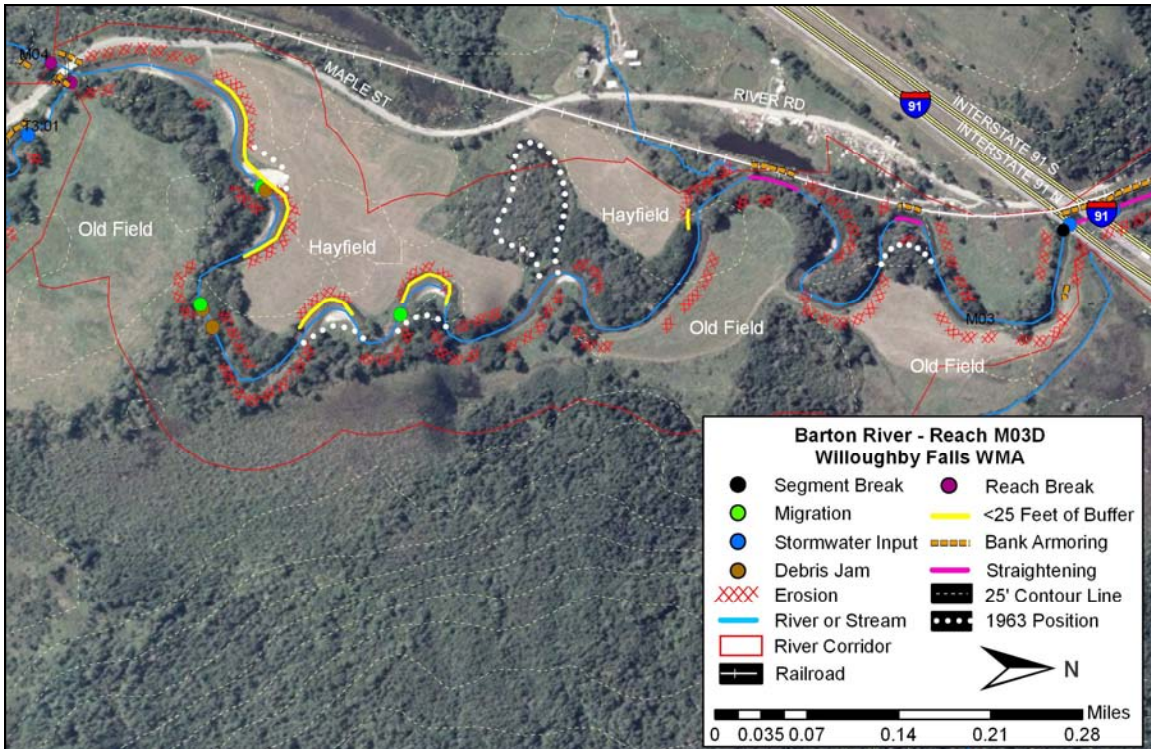 M04
T3.01
MAPLE ST
RIVER RD
91
INTERSTATE 91 S
INTERSTATE 91 N
91
Old Field
Hayfield
Hayfield
Old Field
M03
Old Field
Barton River - Reach M03D
Willoughby Falls WMA
Segment Break
Reach Break
Migration
<25 Feet of Buffer
Stormwater Input
Bank Armoring
Debris Jam
Straightening
Erosion
25' Contour Line
River or Stream
1963 Position
River Corridor
Railroad
N
Miles
0 0.035 0.07 0.14 0.21 0.28